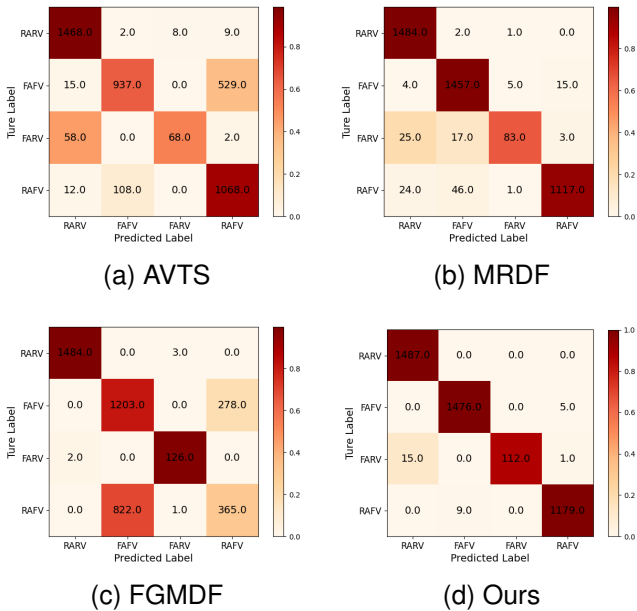 RARV 1468.0 2.0 8.0 9.0
FAFV 15.0 937.0 0.0 529.0
FARV 58.0 0.0 68.0 2.0
RAFV 12.0 108.0 0.0 1068.0
RARV FAFV FARV RAFV
Ture Label
Predicted Label
0.8
0.6
0.4
0.2
0.0
(a) AVTS
RARV 1484.0 2.0 1.0 0.0
FAFV 4.0 1457.0 5.0 15.0
FARV 25.0 17.0 83.0 3.0
RAFV 24.0 46.0 1.0 1117.0
RARV FAFV FARV RAFV
Ture Label
Predicted Label
0.8
0.6
0.4
0.2
0.0
(b) MRDF
RARV 1484.0 0.0 3.0 0.0
FAFV 0.0 1203.0 0.0 278.0
FARV 2.0 0.0 126.0 0.0
RAFV 0.0 822.0 1.0 365.0
RARV FAFV FARV RAFV
Ture Label
Predicted Label
0.8
0.6
0.4
0.2
0.0
(c) FGMDF
RARV 1487.0 0.0 0.0 0.0
FAFV 0.0 1476.0 0.0 5.0
FARV 15.0 0.0 112.0 1.0
RAFV 0.0 9.0 0.0 1179.0
RARV FAFV FARV RAFV
Ture Label
Predicted Label
1.0
0.8
0.6
0.4
0.2
0.0
(d) Ours